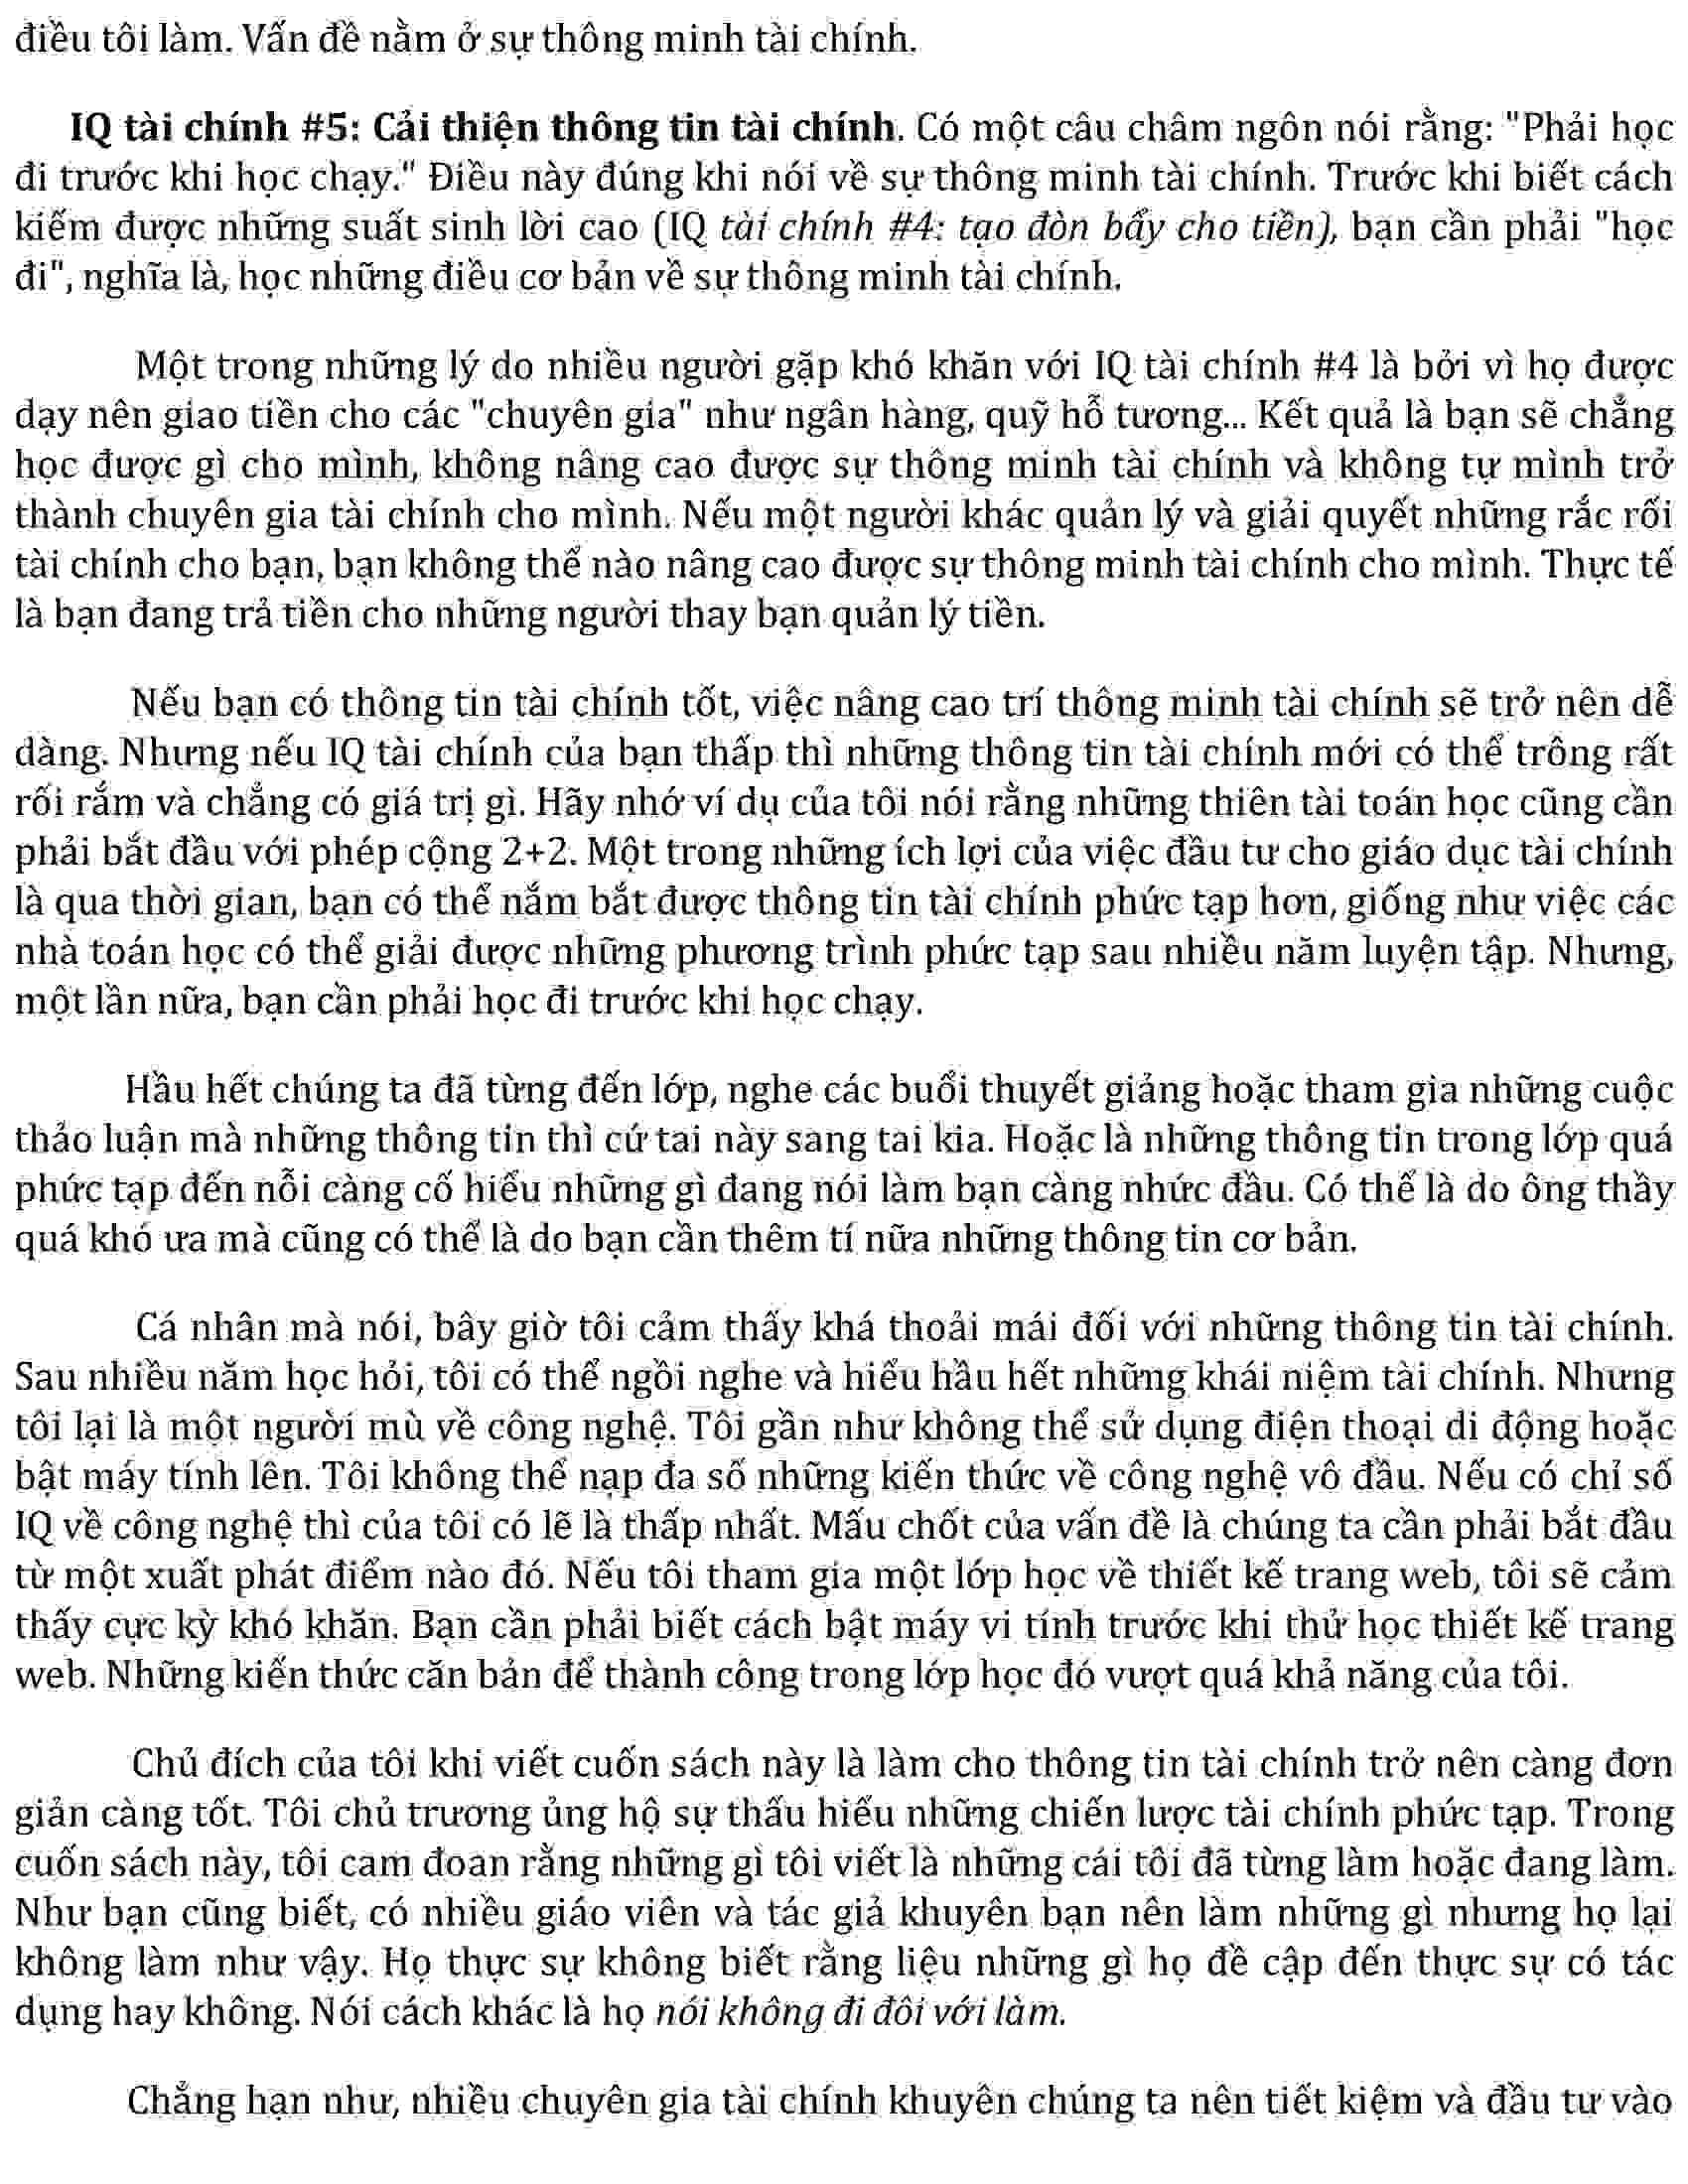 điều tôi làm. Vấn đề nằm ở sự thông minh tài chính.
IQ tài chính #5: Cải thiện thông tin tài chính. Có một câu châm ngôn nói rằng: "Phải học
đi trước khi học chạy." Điều này đúng khi nói về sự thông minh tài chính. Trước khi biết cách
kiếm được những suất sinh lời cao (IQ tài chính #4: tạo đòn bẩy cho tiền), bạn cần phải "học
đi", nghĩa là, học những điều cơ bản về sự thông minh tài chính.
Một trong những lý do nhiều người gặp khó khăn với IQ tài chính #4 là bởi vì họ được
dạy nên giao tiền cho các "chuyên gia" như ngân hàng, quỹ hỗ tương... Kết quả là bạn sẽ chẳng
học được gì cho mình, không nâng cao được sự thông minh tài chính và không tự mình trở
thành chuyên gia tài chính cho mình. Nếu một người khác quản lý và giải quyết những rắc rối
tài chính cho bạn, bạn không thể nào nâng cao được sự thông minh tài chính cho mình. Thực tế
là bạn đang trả tiền cho những người thay bạn quản lý tiền.
Nếu bạn có thông tin tài chính tốt, việc nâng cao trí thông minh tài chính sẽ trở nên dễ
dàng. Nhưng nếu IQ tài chính của bạn thấp thì những thông tin tài chính mới có thể trông rất
rối rắm và chẳng có giá trị gì. Hãy nhớ ví dụ của tôi nói rằng những thiên tài toán học cũng cần
phải bắt đầu với phép cộng 2+2. Một trong những ích lợi của việc đầu tư cho giáo dục tài chính
là qua thời gian, bạn có thể nắm bắt được thông tin tài chính phức tạp hơn, giống như việc các
nhà toán học có thể giải được những phương trình phức tạp sau nhiều năm luyện tập. Nhưng,
một lần nữa, bạn cần phải học đi trước khi học chạy.
Hầu hết chúng ta đã từng đến lớp, nghe các buổi thuyết giảng hoặc tham gia những cuộc
thảo luận mà những thông tin thì cứ tai này sang tai kia. Hoặc là những thông tin trong lớp quá
phức tạp đến nỗi càng cố hiểu những gì đang nói làm bạn càng nhức đầu. Có thể là do ông thầy
quá khó ưa mà cũng có thể là do bạn cần thêm tí nữa những thông tin cơ bản.
Cá nhân mà nói, bây giờ tôi cảm thấy khá thoải mái đối với những thông tin tài chính.
Sau nhiều năm học hỏi, tôi có thể ngồi nghe và hiểu hầu hết những khái niệm tài chính. Nhưng
tôi lại là một người mù về công nghệ. Tôi gần như không thể sử dụng điện thoại di động hoặc
bật máy tính lên. Tôi không thể nạp đa số những kiến thức về công nghệ vô đầu. Nếu có chỉ số
IQ về công nghệ thì của tôi có lẽ là thấp nhất. Mấu chốt của vấn đề là chúng ta cần phải bắt đầu
từ một xuất phát điểm nào đó. Nếu tôi tham gia một lớp học về thiết kế trang web, tôi sẽ cảm
thấy cực kỳ khó khăn. Bạn cần phải biết cách bật máy vi tính trước khi thử học thiết kế trang
web. Những kiến thức căn bản để thành công trong lớp học đó vượt quá khả năng của tôi.
Chủ đích của tôi khi viết cuốn sách này là làm cho thông tin tài chính trở nên càng đơn
giản càng tốt. Tôi chủ trương ủng hộ sự thấu hiểu những chiến lược tài chính phức tạp. Trong
cuốn sách này, tôi cam đoan rằng những gì tôi viết là những cái tôi đã từng làm hoặc đang làm.
Như bạn cũng biết, có nhiều giáo viên và tác giả khuyên bạn nên làm những gì nhưng họ lại
không làm như vậy. Họ thực sự không biết rằng liệu những gì họ đề cập đến thực sự có tác
dụng hay không. Nói cách khác là họ nói không đi đôi với làm.
Chẳng hạn như, nhiều chuyên gia tài chính khuyên chúng ta nên tiết kiệm và đầu tư vào